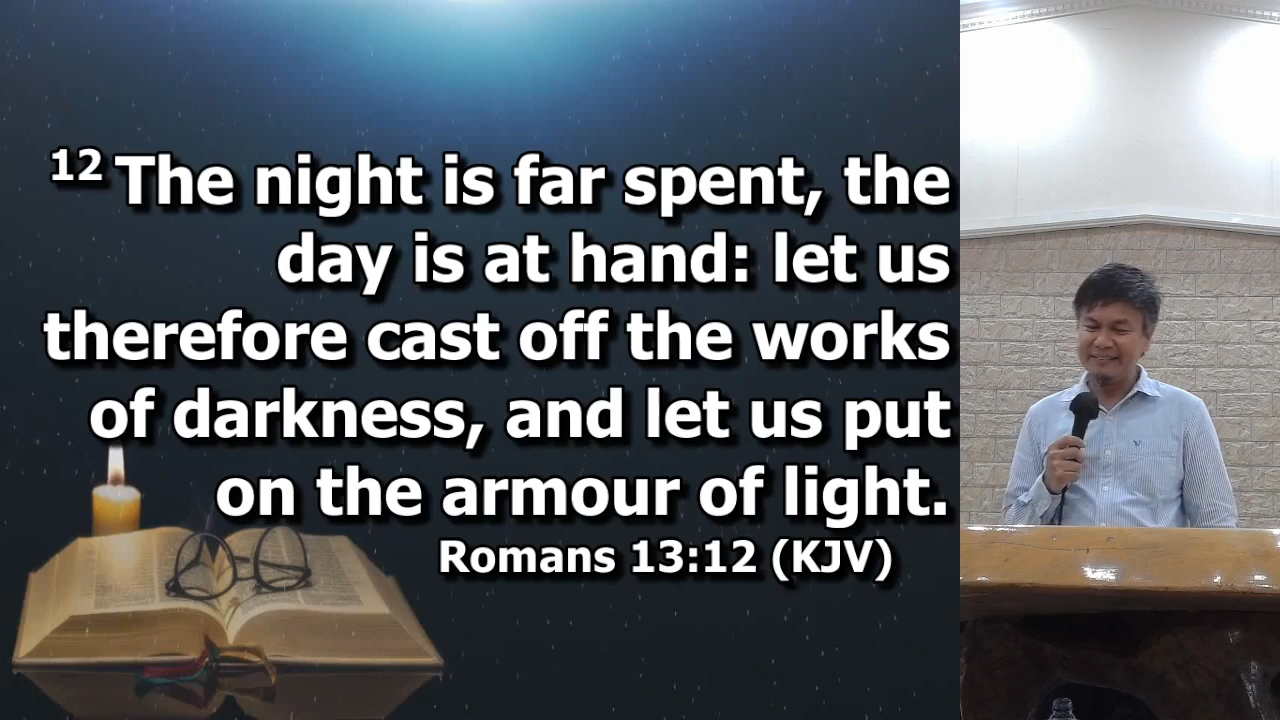 12 The night is far spent, the
day is at hand: let us
therefore cast off the works
of darkness, and let us put
on the armour of light.
Romans 13:12 (KJV)